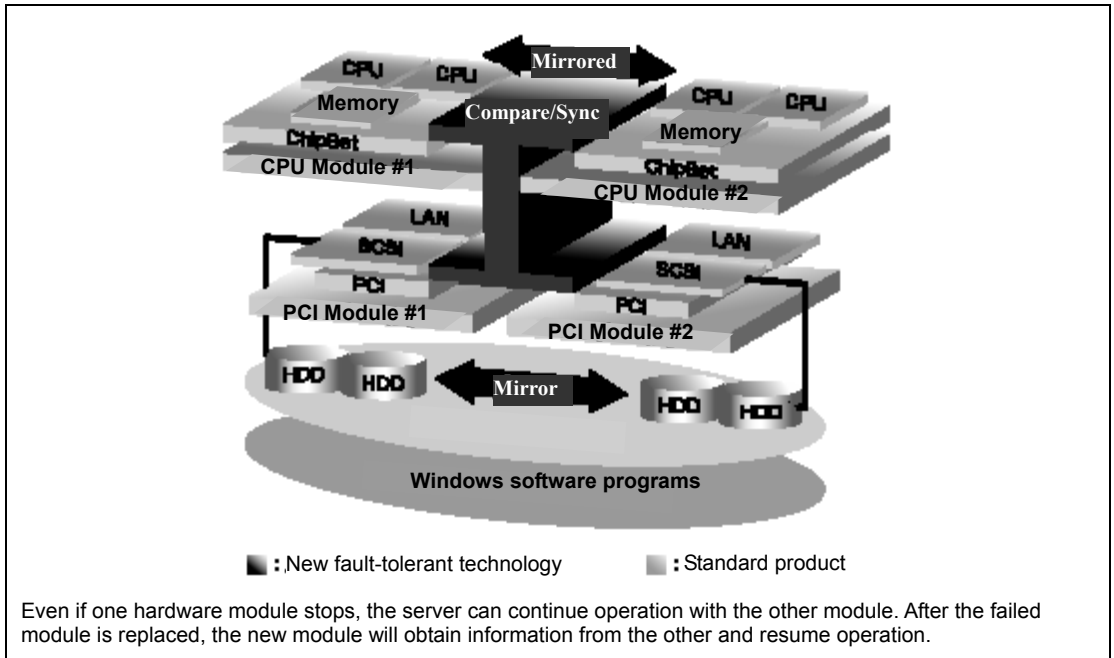 Mirrored
CPU
CPU
CPU
CPU
Memory
Compare/Sync
Memory
ChipSet
ChipSet
CPU Module #1
CPU Module #2
LAN
LAN
SCSI
SCSI
PCI
PCI
PCI Module #1
PCI Module #2
HDD
HDD
Mirror
HDD
HDD
Windows software programs
: New fault-tolerant technology
: Standard product
Even if one hardware module stops, the server can continue operation with the other module. After the failed
module is replaced, the new module will obtain information from the other and resume operation.